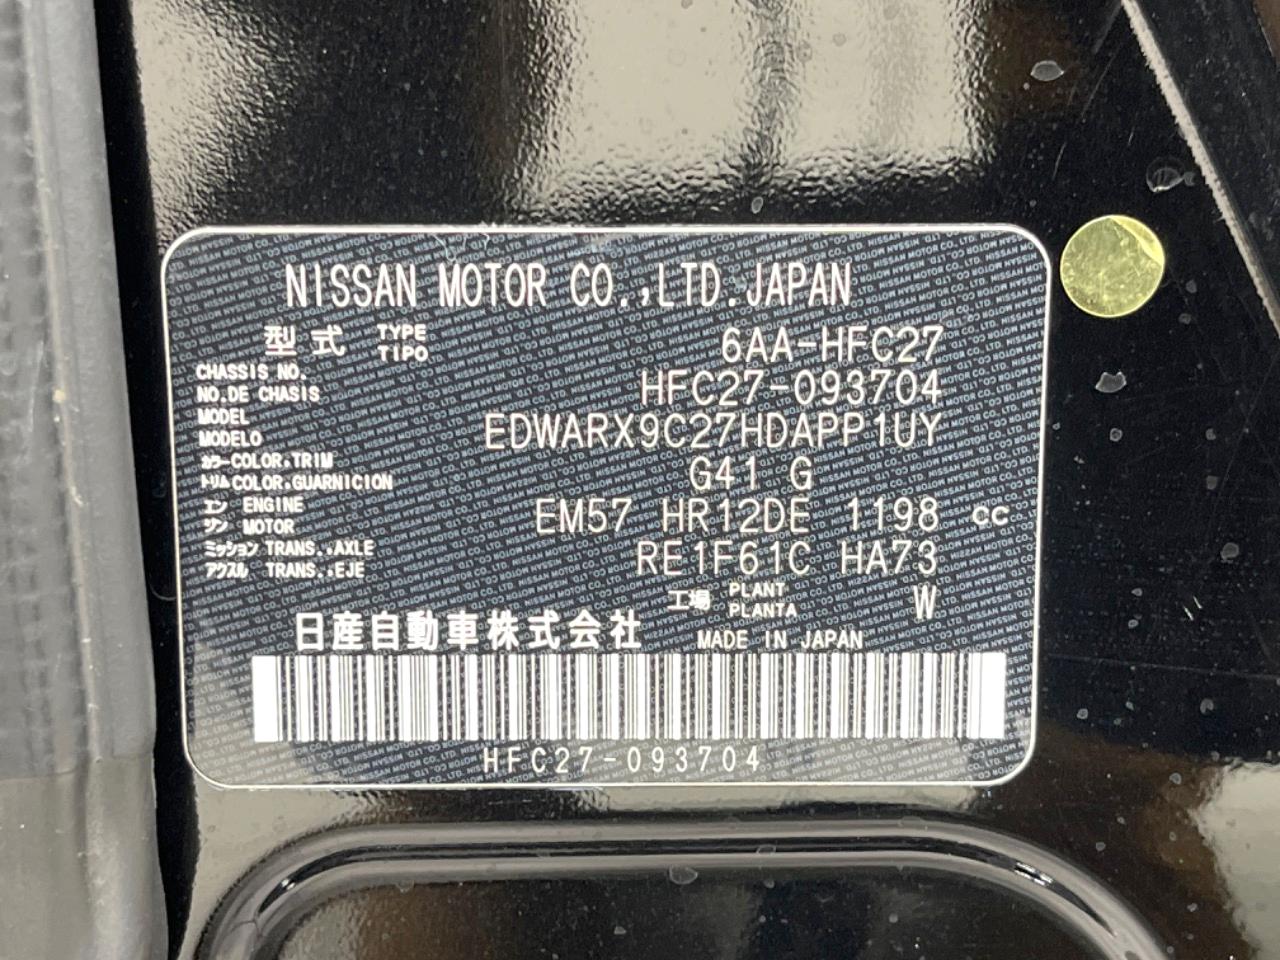 NISSAN MOTOR CO.,LTD.JAPAN
型式 TYPE TIPO 6AA-HFC27
CHASSIS NO. NO.DE CHASIS HFC27-093704
MODEL MODELO EDWARX9C27HDAPP1UY
カラー COLOR.TRIM トリム COLOR.GUARNICION G41 G
エンジン ENGINE MOTOR EM57 HR12DE 1198 cc
ミッション TRANS..AXLE アクスル TRANS..EJE RE1F61C HA73
工場 PLANT PLANTA W
日産自動車株式会社 MADE IN JAPAN
HFC27-093704